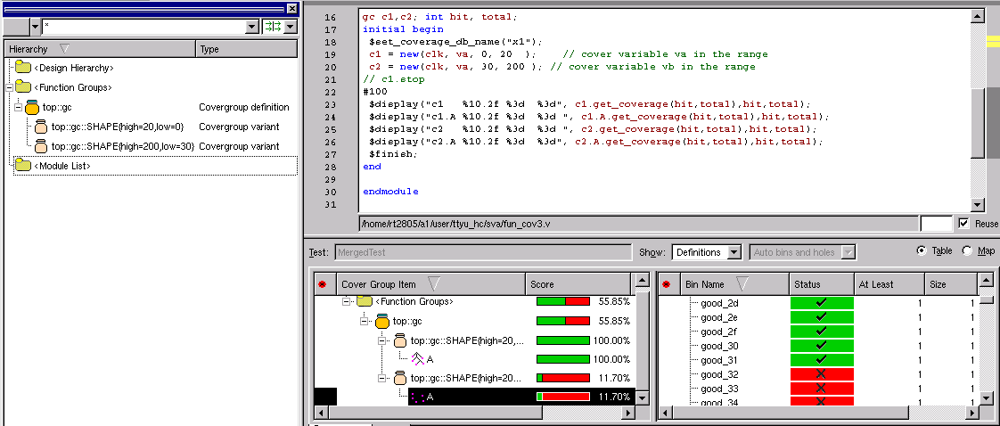 *
Hierarchy Type
<Design Hierarchy>
<Function Groups>
top::gc Covergroup definition
top::gc::SHAPE{high=20,low=0} Covergroup variant
top::gc::SHAPE{high=200,low=30} Covergroup variant
<Module List>
16 gc c1,c2; int hit, total;
17 initial begin
18 $set_coverage_db_name("x1");
19 c1 = new(clk, va, 0, 20 ); // cover variable va in the range
20 c2 = new(clk, va, 30, 200 ); // cover variable vb in the range
21 // c1.stop
22 #100
23 $display("c1 %10.2f %3d %3d", c1.get_coverage(hit,total),hit,total);
24 $display("c1.A %10.2f %3d %3d ", c1.A.get_coverage(hit,total),hit,total);
25 $display("c2 %10.2f %3d %3d", c2.get_coverage(hit,total),hit,total);
26 $display("c2.A %10.2f %3d %3d", c2.A.get_coverage(hit,total),hit,total);
27 $finish;
28 end
29
30 endmodule
31
/home/rt2805/a1/user/ttyu_hc/sva/fun_cov3.v Reuse
Test: MergedTest Show: Definitions Auto bins and holes Table Map
Cover Group Item Score
<Function Groups> 55.85%
top::gc 55.85%
top::gc::SHAPE{high=20,... 100.00%
A 100.00%
top::gc::SHAPE{high=20... 11.70%
A 11.70%
Bin Name Status At Least Size
good_2d 1 1
good_2e 1 1
good_2f 1 1
good_30 1 1
good_31 1 1
good_32 1 1
good_33 1 1
good_34 1 1